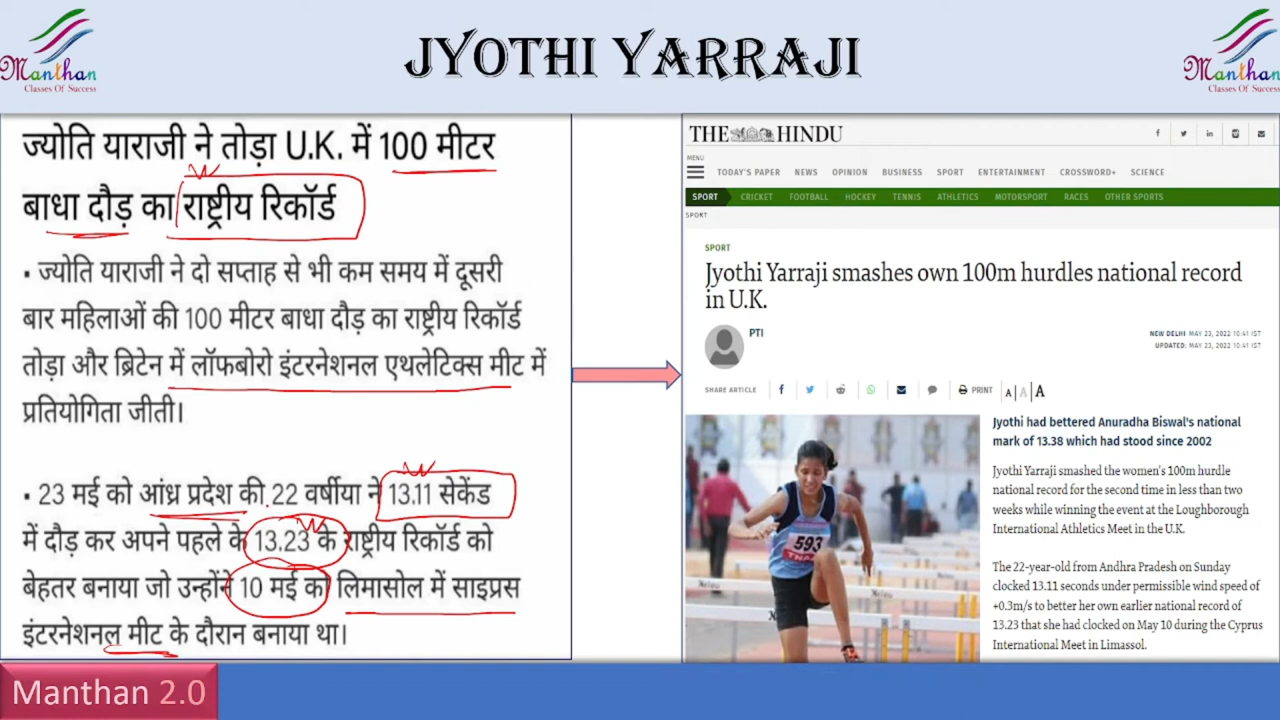 Manthan
Classes Of Success
JYOTHI YARRAJI
Manthan
Classes Of Success
ज्योति याराजी ने तोड़ा U.K. में 100 मीटर
बाधा दौड़ का राष्ट्रीय रिकॉर्ड
• ज्योति याराजी ने दो सप्ताह से भी कम समय में दूसरी
बार महिलाओं की 100 मीटर बाधा दौड़ का राष्ट्रीय रिकॉर्ड
तोड़ा और ब्रिटेन में लॉफबोरो इंटरनेशनल एथलेटिक्स मीट में
प्रतियोगिता जीती।
• 23 मई को आंध्र प्रदेश की 22 वर्षीया ने 13.11 सेकेंड
में दौड़ कर अपने पहले के 13.23 के राष्ट्रीय रिकॉर्ड को
बेहतर बनाया जो उन्होंने 10 मई को लिमासोल में साइप्रस
इंटरनेशनल मीट के दौरान बनाया था।
THE HINDU
MENU
TODAY'S PAPER NEWS OPINION BUSINESS SPORT ENTERTAINMENT CROSSWORD+ SCIENCE
SPORT CRICKET FOOTBALL HOCKEY TENNIS ATHLETICS MOTORSPORT RACES OTHER SPORTS
SPORT
SPORT
Jyothi Yarraji smashes own 100m hurdles national record
in U.K.
PTI
NEW DELHI MAY 23, 2022 10:41 IST
UPDATED: MAY 23, 2022 10:41 IST
SHARE ARTICLE PRINT A | A | A
Jyothi had bettered Anuradha Biswal's national
mark of 13.38 which had stood since 2002
Jyothi Yarraji smashed the women's 100m hurdle
national record for the second time in less than two
weeks while winning the event at the Loughborough
International Athletics Meet in the U.K.
The 22-year-old from Andhra Pradesh on Sunday
clocked 13.11 seconds under permissible wind speed of
+0.3m/s to better her own earlier national record of
13.23 that she had clocked on May 10 during the Cyprus
International Meet in Limassol.
593
Manthan 2.0